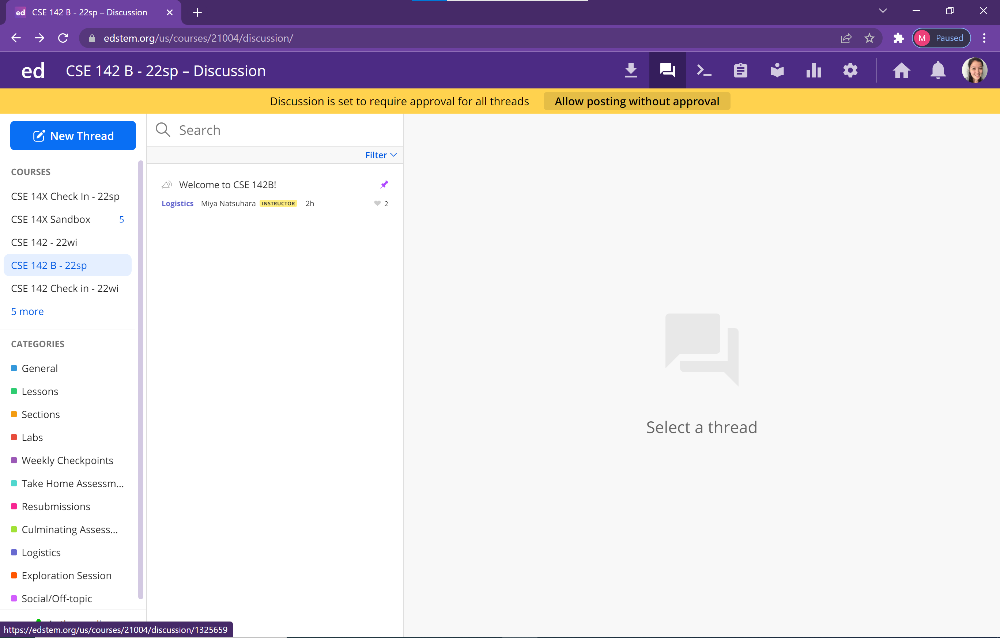 ed CSE 142 B - 22sp – Discussion
edstem.org/us/courses/21004/discussion/
M Paused
ed CSE 142 B - 22sp – Discussion
Discussion is set to require approval for all threads Allow posting without approval
New Thread
COURSES
CSE 14X Check In - 22sp
CSE 14X Sandbox 5
CSE 142 - 22wi
CSE 142 B - 22sp
CSE 142 Check in - 22wi
5 more
CATEGORIES
General
Lessons
Sections
Labs
Weekly Checkpoints
Take Home Assessm...
Resubmissions
Culminating Assess...
Logistics
Exploration Session
Social/Off-topic
https://edstem.org/us/courses/21004/discussion/1325659
Search
Filter
Welcome to CSE 142B!
Logistics Miya Natsuhara INSTRUCTOR 2h 2
Select a thread